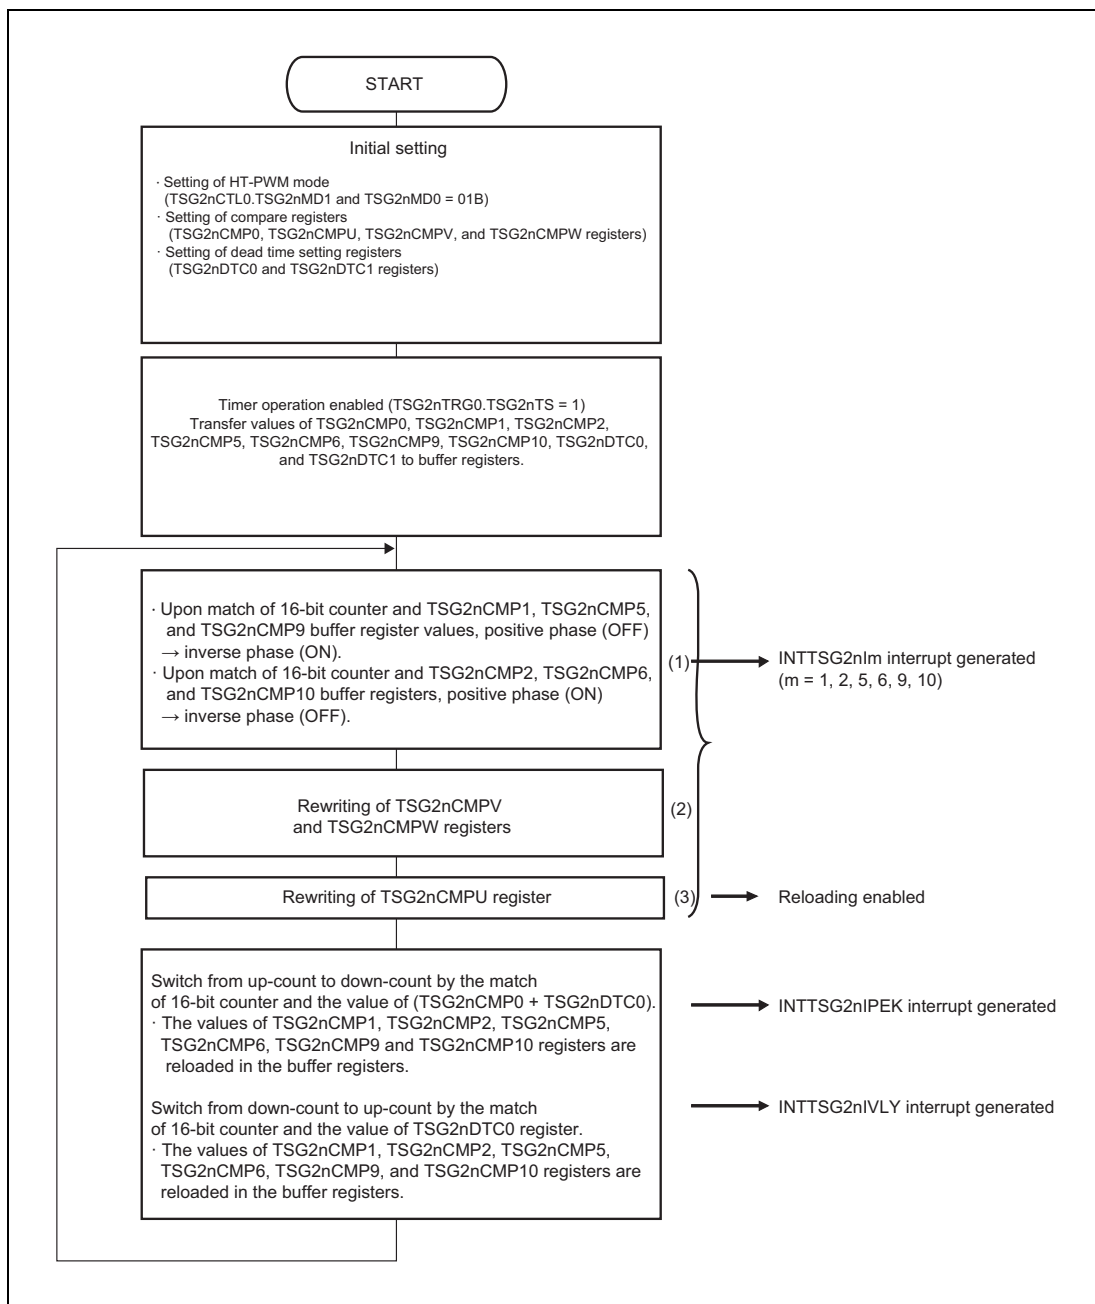 START
Initial setting
· Setting of HT-PWM mode
(TSG2nCTL0.TSG2nMD1 and TSG2nMD0 = 01B)
· Setting of compare registers
(TSG2nCMP0, TSG2nCMPU, TSG2nCMPV, and TSG2nCMPW registers)
· Setting of dead time setting registers
(TSG2nDTC0 and TSG2nDTC1 registers)
Timer operation enabled (TSG2nTRG0.TSG2nTS = 1)
Transfer values of TSG2nCMP0, TSG2nCMP1, TSG2nCMP2,
TSG2nCMP5, TSG2nCMP6, TSG2nCMP9, TSG2nCMP10, TSG2nDTC0,
and TSG2nDTC1 to buffer registers.
· Upon match of 16-bit counter and TSG2nCMP1, TSG2nCMP5,
and TSG2nCMP9 buffer register values, positive phase (OFF)
→ inverse phase (ON).
· Upon match of 16-bit counter and TSG2nCMP2, TSG2nCMP6,
and TSG2nCMP10 buffer registers, positive phase (ON)
→ inverse phase (OFF).
(1)
INTTSG2nIm interrupt generated
(m = 1, 2, 5, 6, 9, 10)
Rewriting of TSG2nCMPV
and TSG2nCMPW registers
(2)
Rewriting of TSG2nCMPU register
(3)
Reloading enabled
Switch from up-count to down-count by the match
of 16-bit counter and the value of (TSG2nCMP0 + TSG2nDTC0).
· The values of TSG2nCMP1, TSG2nCMP2, TSG2nCMP5,
TSG2nCMP6, TSG2nCMP9 and TSG2nCMP10 registers are
reloaded in the buffer registers.
INTTSG2nIPEK interrupt generated
Switch from down-count to up-count by the match
of 16-bit counter and the value of TSG2nDTC0 register.
· The values of TSG2nCMP1, TSG2nCMP2, TSG2nCMP5,
TSG2nCMP6, TSG2nCMP9, and TSG2nCMP10 registers are
reloaded in the buffer registers.
INTTSG2nIVLY interrupt generated